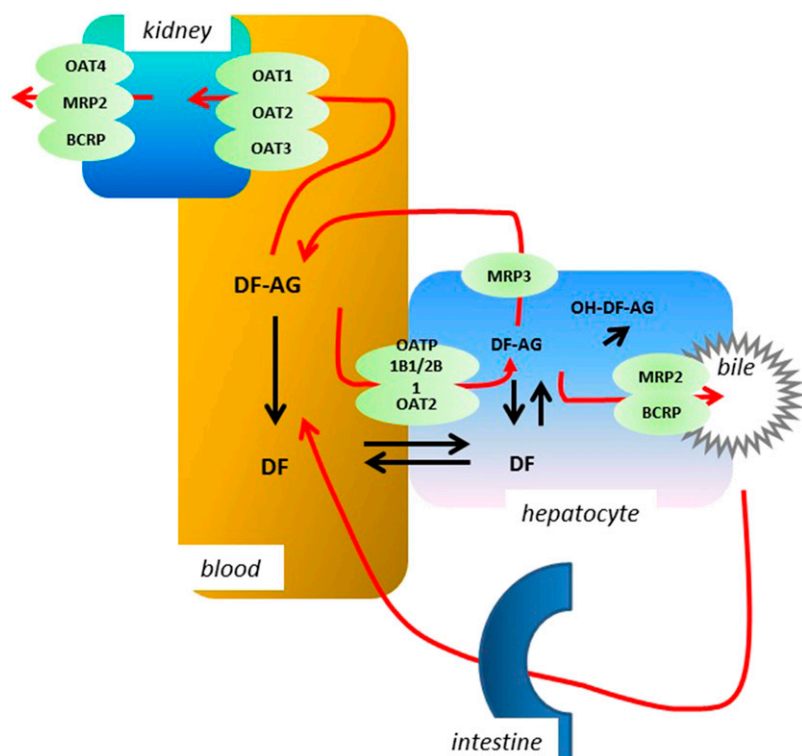 kidney
OAT4
MRP2
BCRP
OAT1
OAT2
OAT3
DF-AG
DF
blood
MRP3
OH-DF-AG
OATP
1B1/2B
1
OAT2
DF-AG
DF
MRP2
BCRP
bile
hepatocyte
intestine